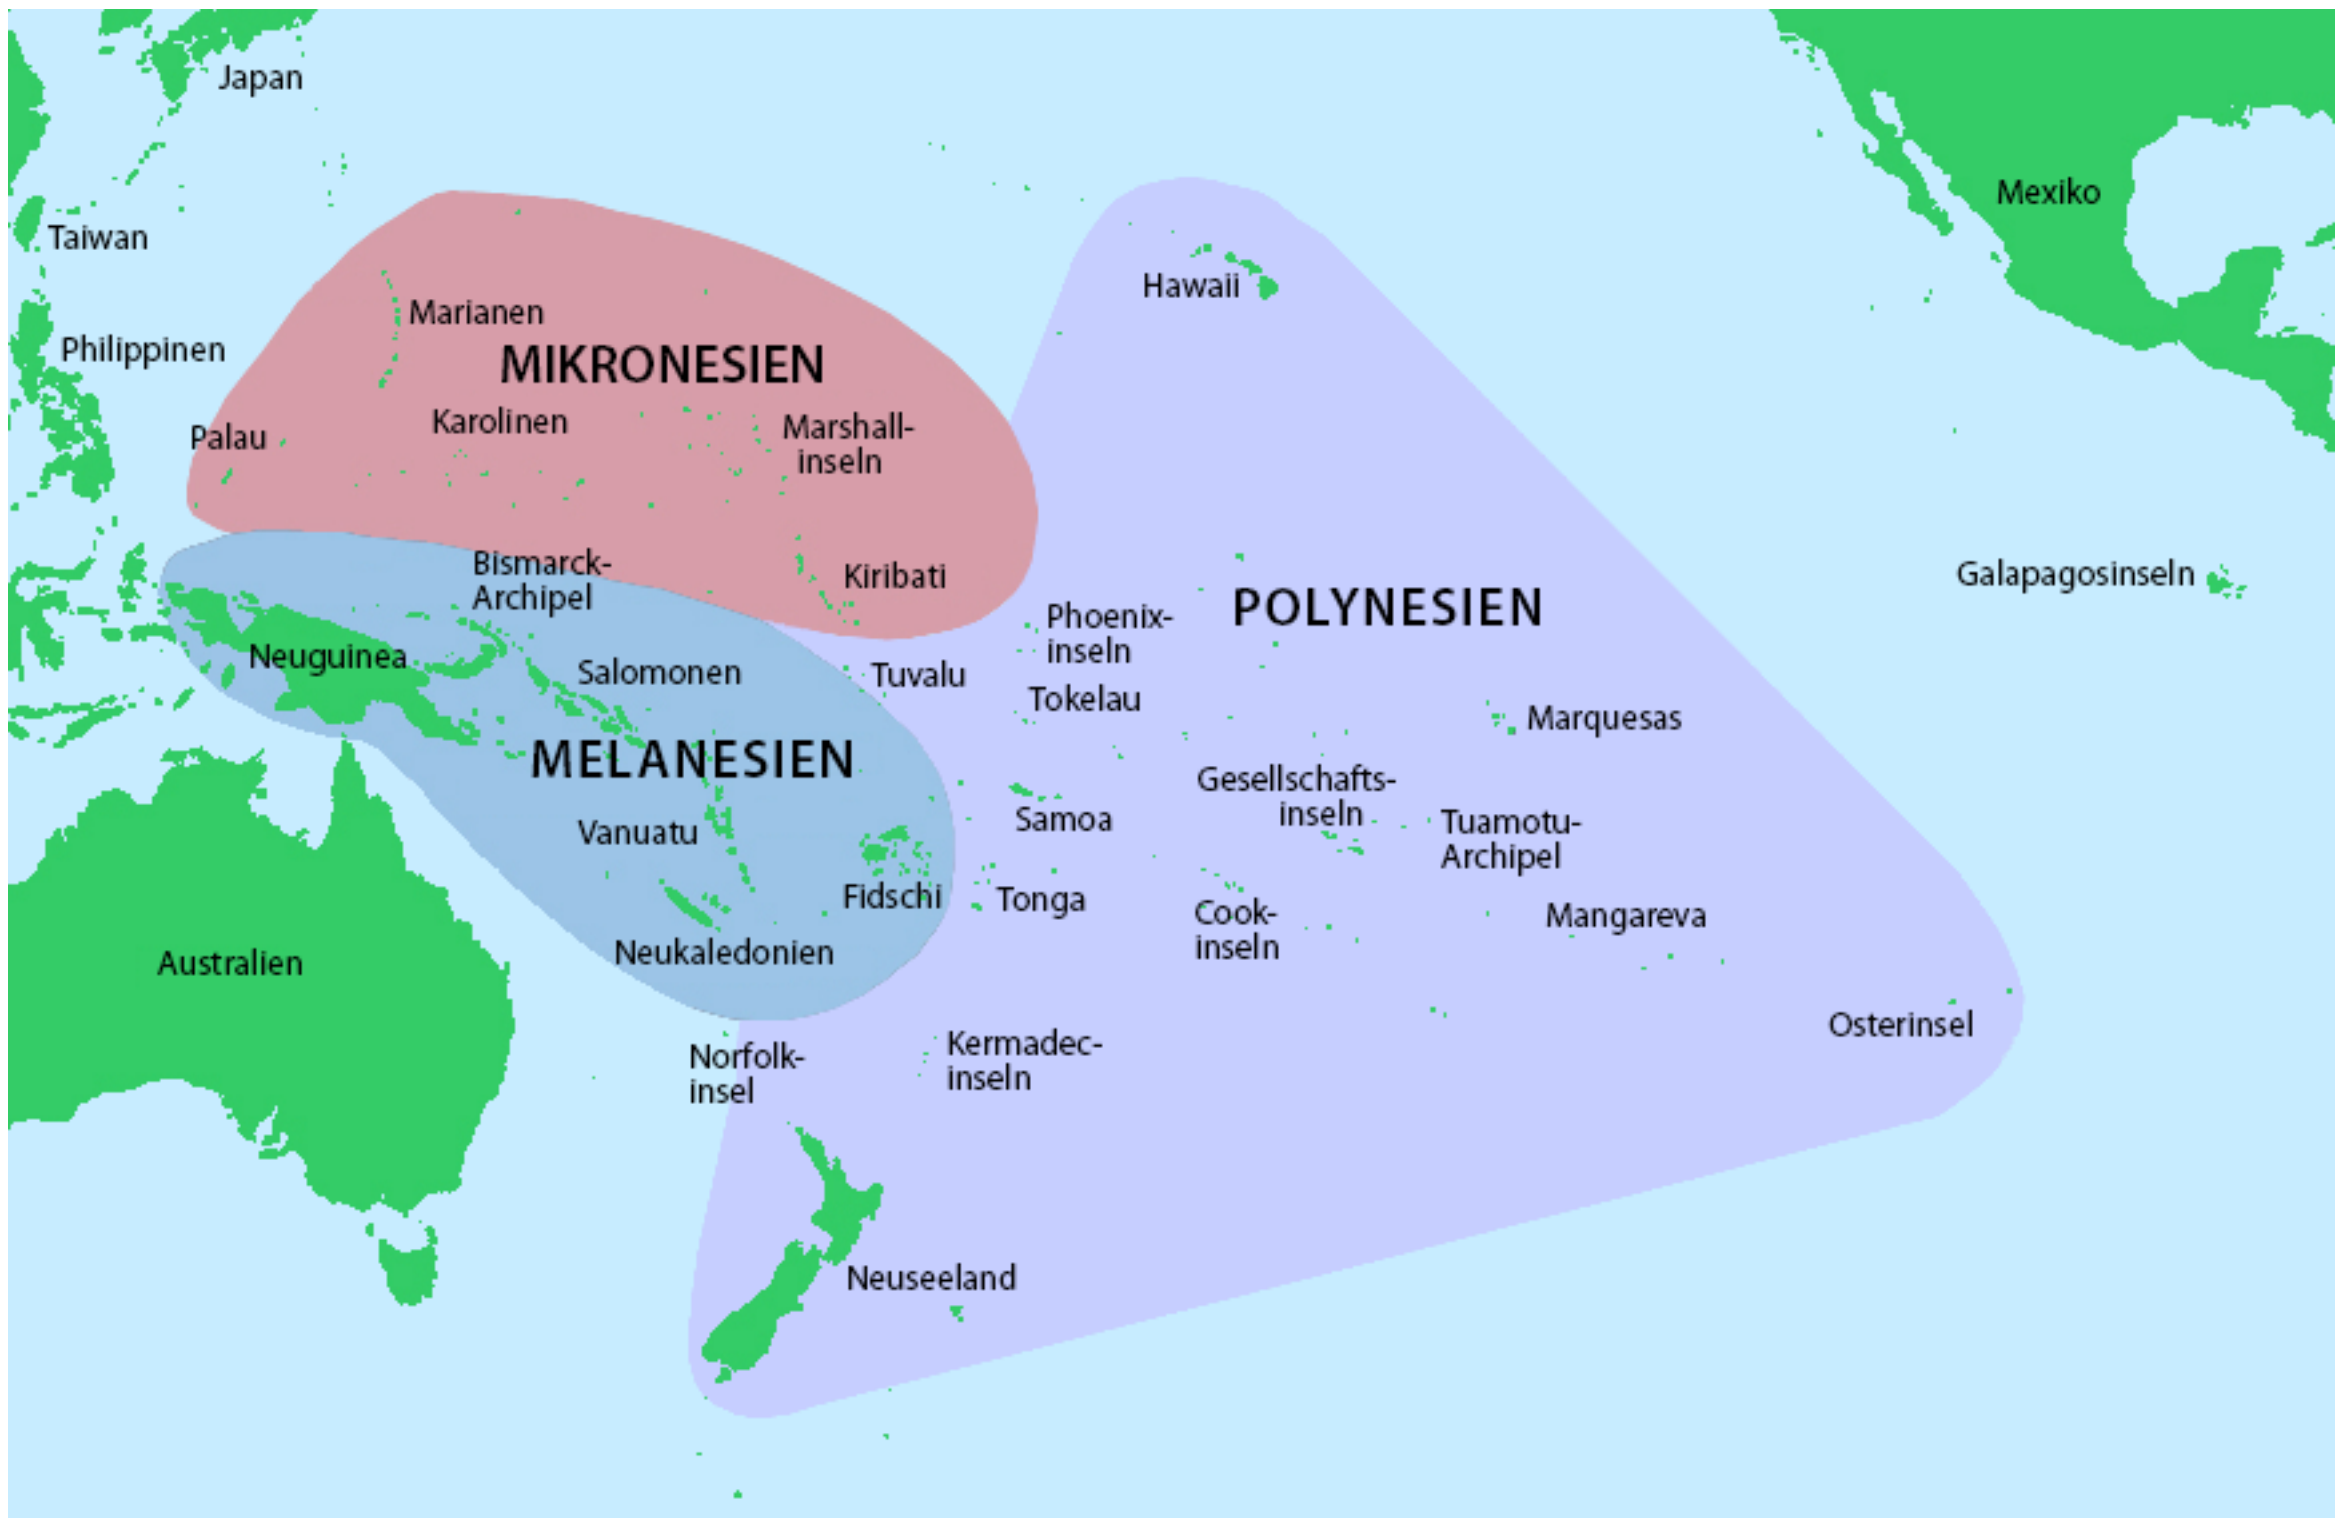 Japan
Mexiko
Taiwan
Hawaii
Marianen
Philippinen
MIKRONESIEN
Karolinen
Marshall-
inseln
Palau
Bismarck-
Archipel
Kiribati
Galapagosinseln
POLYNESIEN
Phoenix-
inseln
Neuguinea
Salomonen
Tuvalu
Tokelau
Marquesas
MELANESIEN
Gesellschafts-
inseln
Samoa
Tuamotu-
Archipel
Vanuatu
Fidschi
Tonga
Cook-
inseln
Mangareva
Neukaledonien
Australien
Osterinsel
Norfolk-
insel
Kermadec-
inseln
Neuseeland